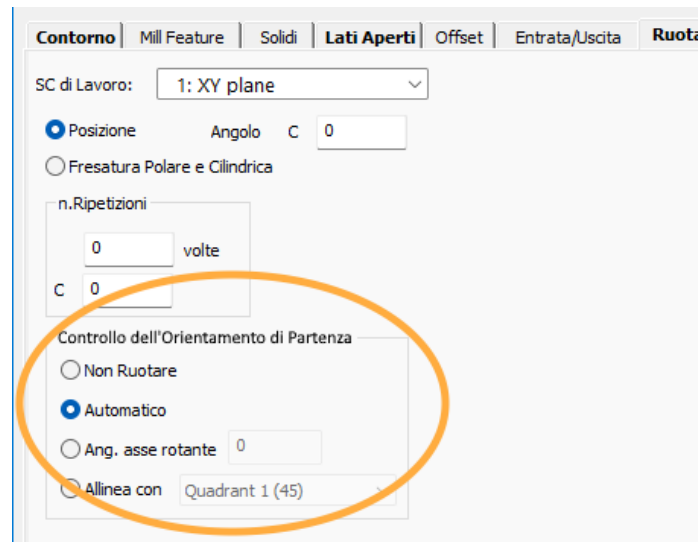 Contorno Mill Feature Solidi Lati Aperti Offset Entrata/Uscita
SC di Lavoro: 1: XY plane
Posizione Angolo C 0
Fresatura Polare e Cilindrica
n.Ripetizioni
0 volte
C 0
Controllo dell'Orientamento di Partenza
Non Ruotare
Automatico
Ang. asse rotante 0
Allinea con Quadrant 1 (45)